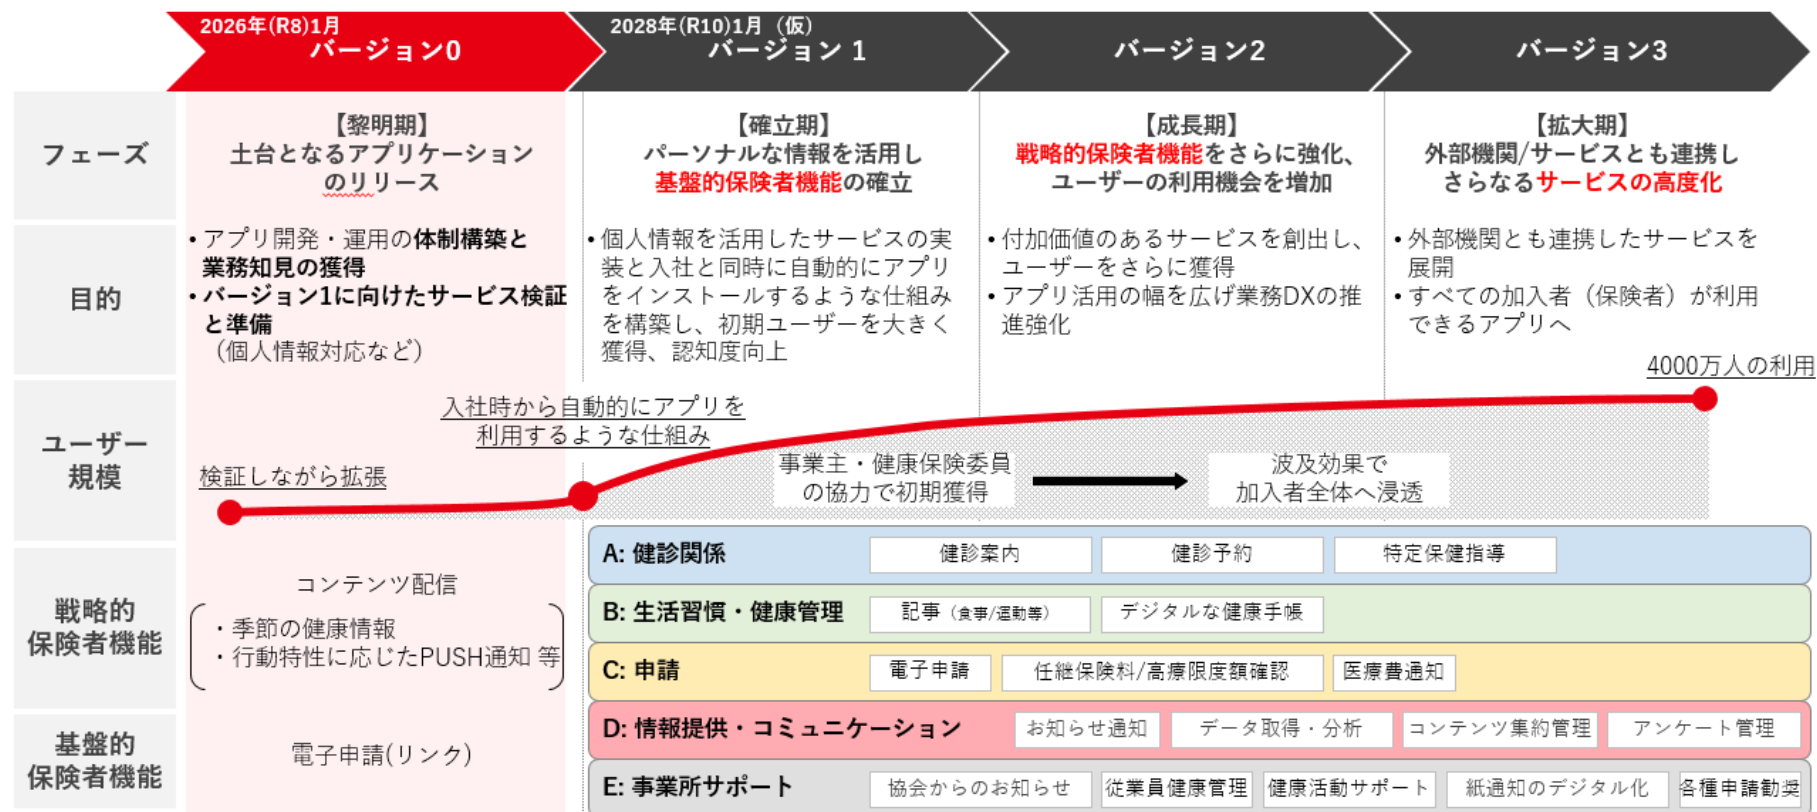 2026年(R8)1月
バージョン0
2028年(R10)1月（仮）
バージョン 1
バージョン2
バージョン3
フェーズ
【黎明期】
土台となるアプリケーション
のリリース
【確立期】
パーソナルな情報を活用し
基盤的保険者機能の確立
【成長期】
戦略的保険者機能をさらに強化、
ユーザーの利用機会を増加
【拡大期】
外部機関/サービスとも連携し
さらなるサービスの高度化
目的
• アプリ開発・運用の体制構築と
業務知見の獲得
• バージョン1に向けたサービス検証
と準備
（個人情報対応など）
• 個人情報を活用したサービスの実
装と入社と同時に自動的にアプリ
をインストールするような仕組み
を構築し、初期ユーザーを大きく
獲得、認知度向上
• 付加価値のあるサービスを創出し、
ユーザーをさらに獲得
• アプリ活用の幅を広げ業務DXの推
進強化
• 外部機関とも連携したサービスを
展開
• すべての加入者（保険者）が利用
できるアプリへ
ユーザー
規模
検証しながら拡張
入社時から自動的にアプリを
利用するような仕組み
事業主・健康保険委員
の協力で初期獲得
波及効果で
加入者全体へ浸透
4000万人の利用
戦略的
保険者機能
コンテンツ配信
・季節の健康情報
・行動特性に応じたPUSH通知 等
基盤的
保険者機能
電子申請(リンク)
A: 健診関係
健診案内
健診予約
特定保健指導
B: 生活習慣・健康管理
記事（食事/運動等）
デジタルな健康手帳
C: 申請
電子申請
任継保険料/高療限度額確認
医療費通知
D: 情報提供・コミュニケーション
お知らせ通知
データ取得・分析
コンテンツ集約管理
アンケート管理
E: 事業所サポート
協会からのお知らせ
従業員健康管理
健康活動サポート
紙通知のデジタル化
各種申請勧奨